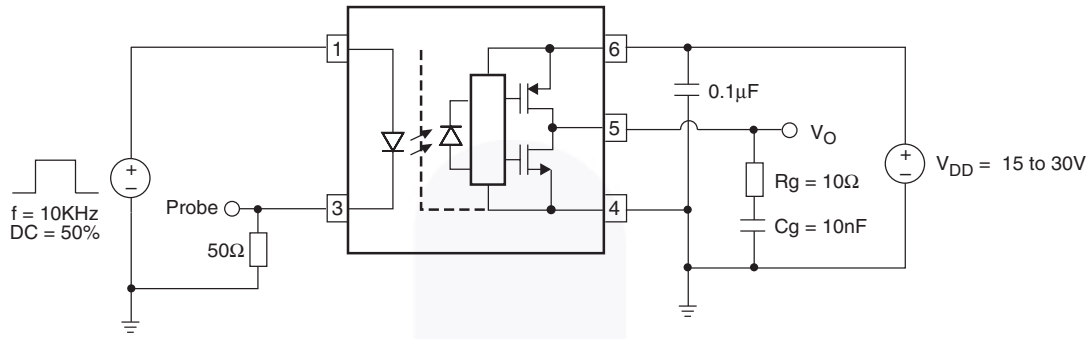 1
6
0.1µF
5
V_O
+
−
+
−
V_DD = 15 to 30V
Rg = 10Ω
f = 10KHz
DC = 50%
Probe
3
4
Cg = 10nF
50Ω